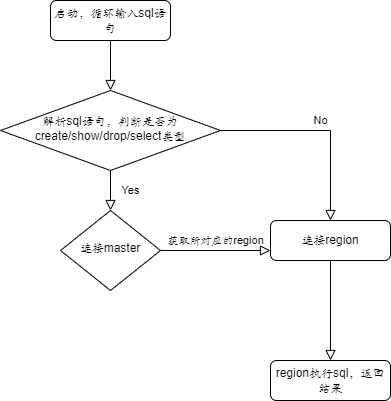 启动，循环输入sql语
句
解析sql语句，判断是否为
create/show/drop/select类型
No
Yes
连接master
获取所对应的region
连接region
region执行sql，返回
结果